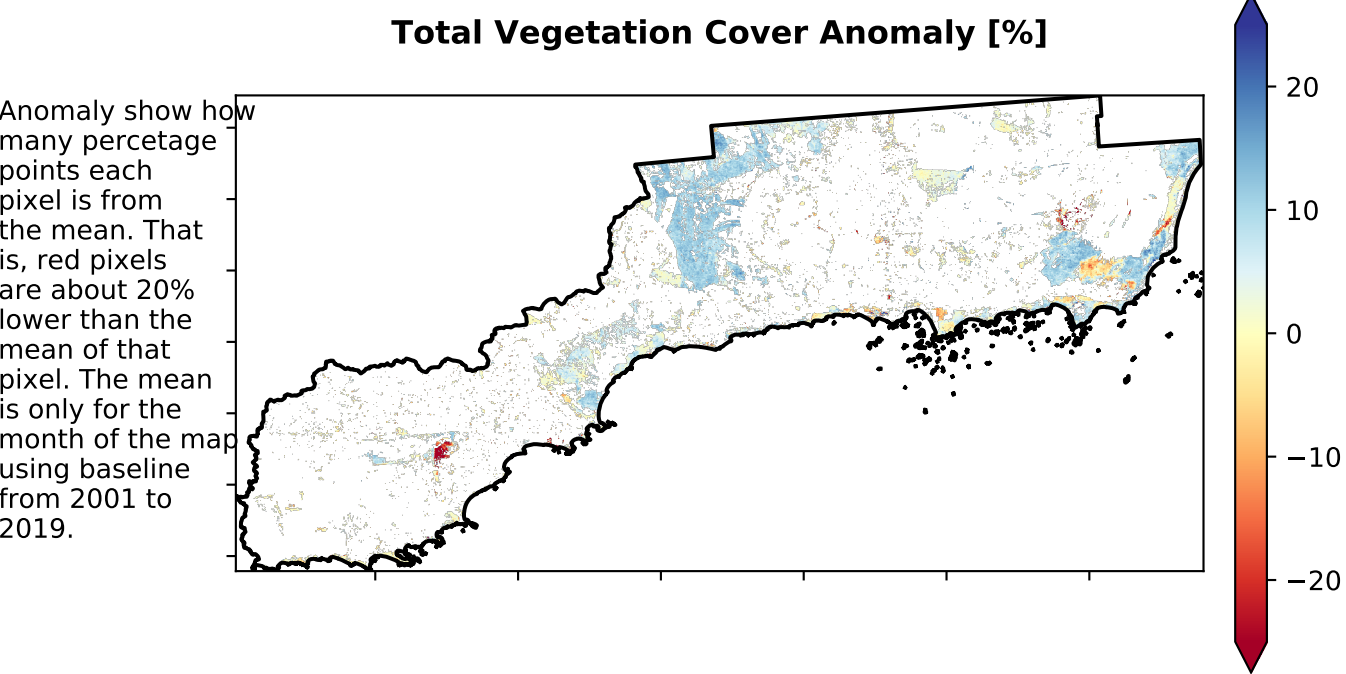 Total Vegetation Cover Anomaly [%]
Anomaly show how
many percetage
points each
pixel is from
the mean. That
is, red pixels
are about 20%
lower than the
mean of that
pixel. The mean
is only for the
month of the map
using baseline
from 2001 to
2019.
20
10
0
−10
−20